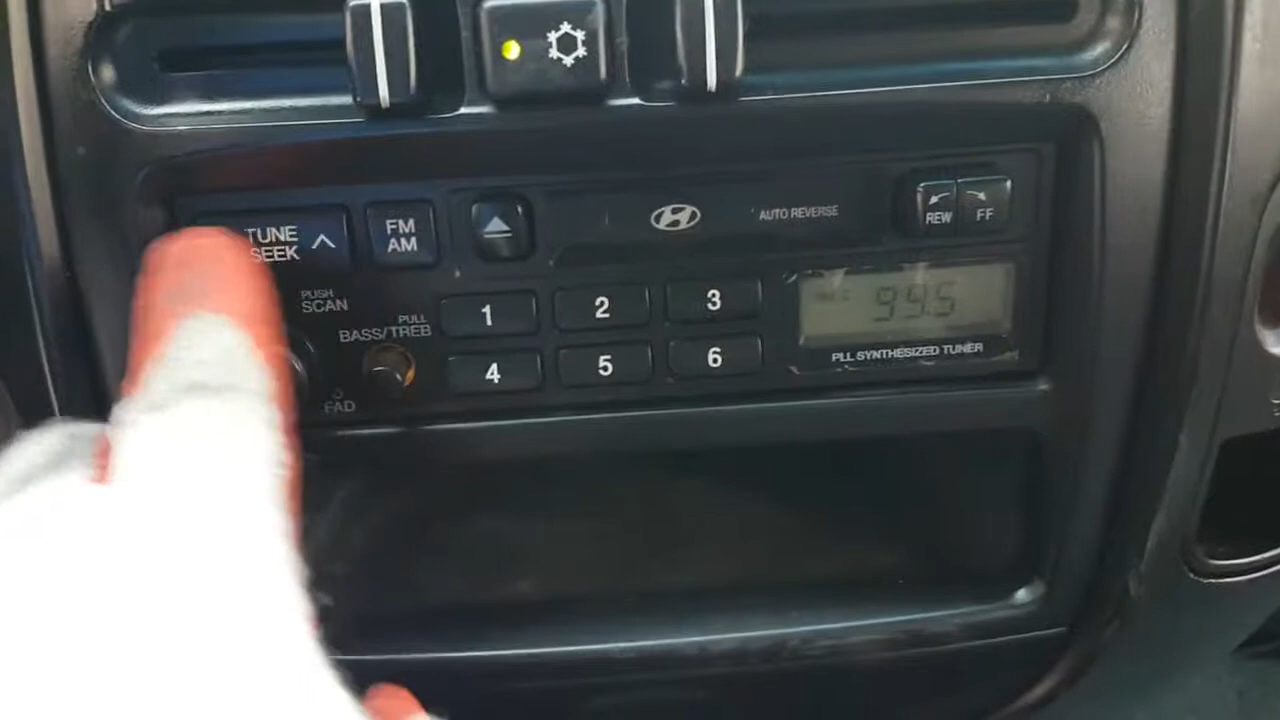 TUNE
SEEK
FM
AM
AUTO REVERSE
REW
FF
PUSH
SCAN
PULL
BASS/TREB
FAD
1
2
3
4
5
6
99.5
PLL SYNTHESIZED TUNER